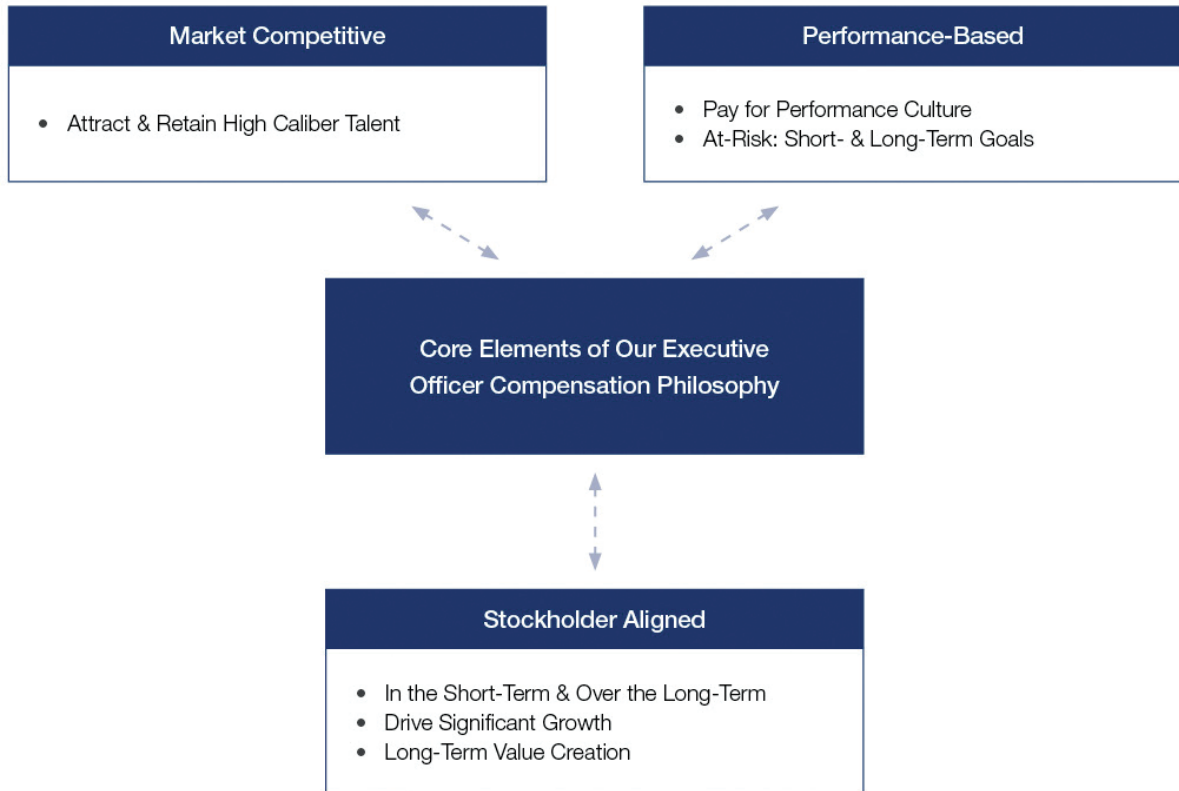 Market Competitive
• Attract & Retain High Caliber Talent
Performance-Based
• Pay for Performance Culture
• At-Risk: Short- & Long-Term Goals
Core Elements of Our Executive
Officer Compensation Philosophy
Stockholder Aligned
• In the Short-Term & Over the Long-Term
• Drive Significant Growth
• Long-Term Value Creation